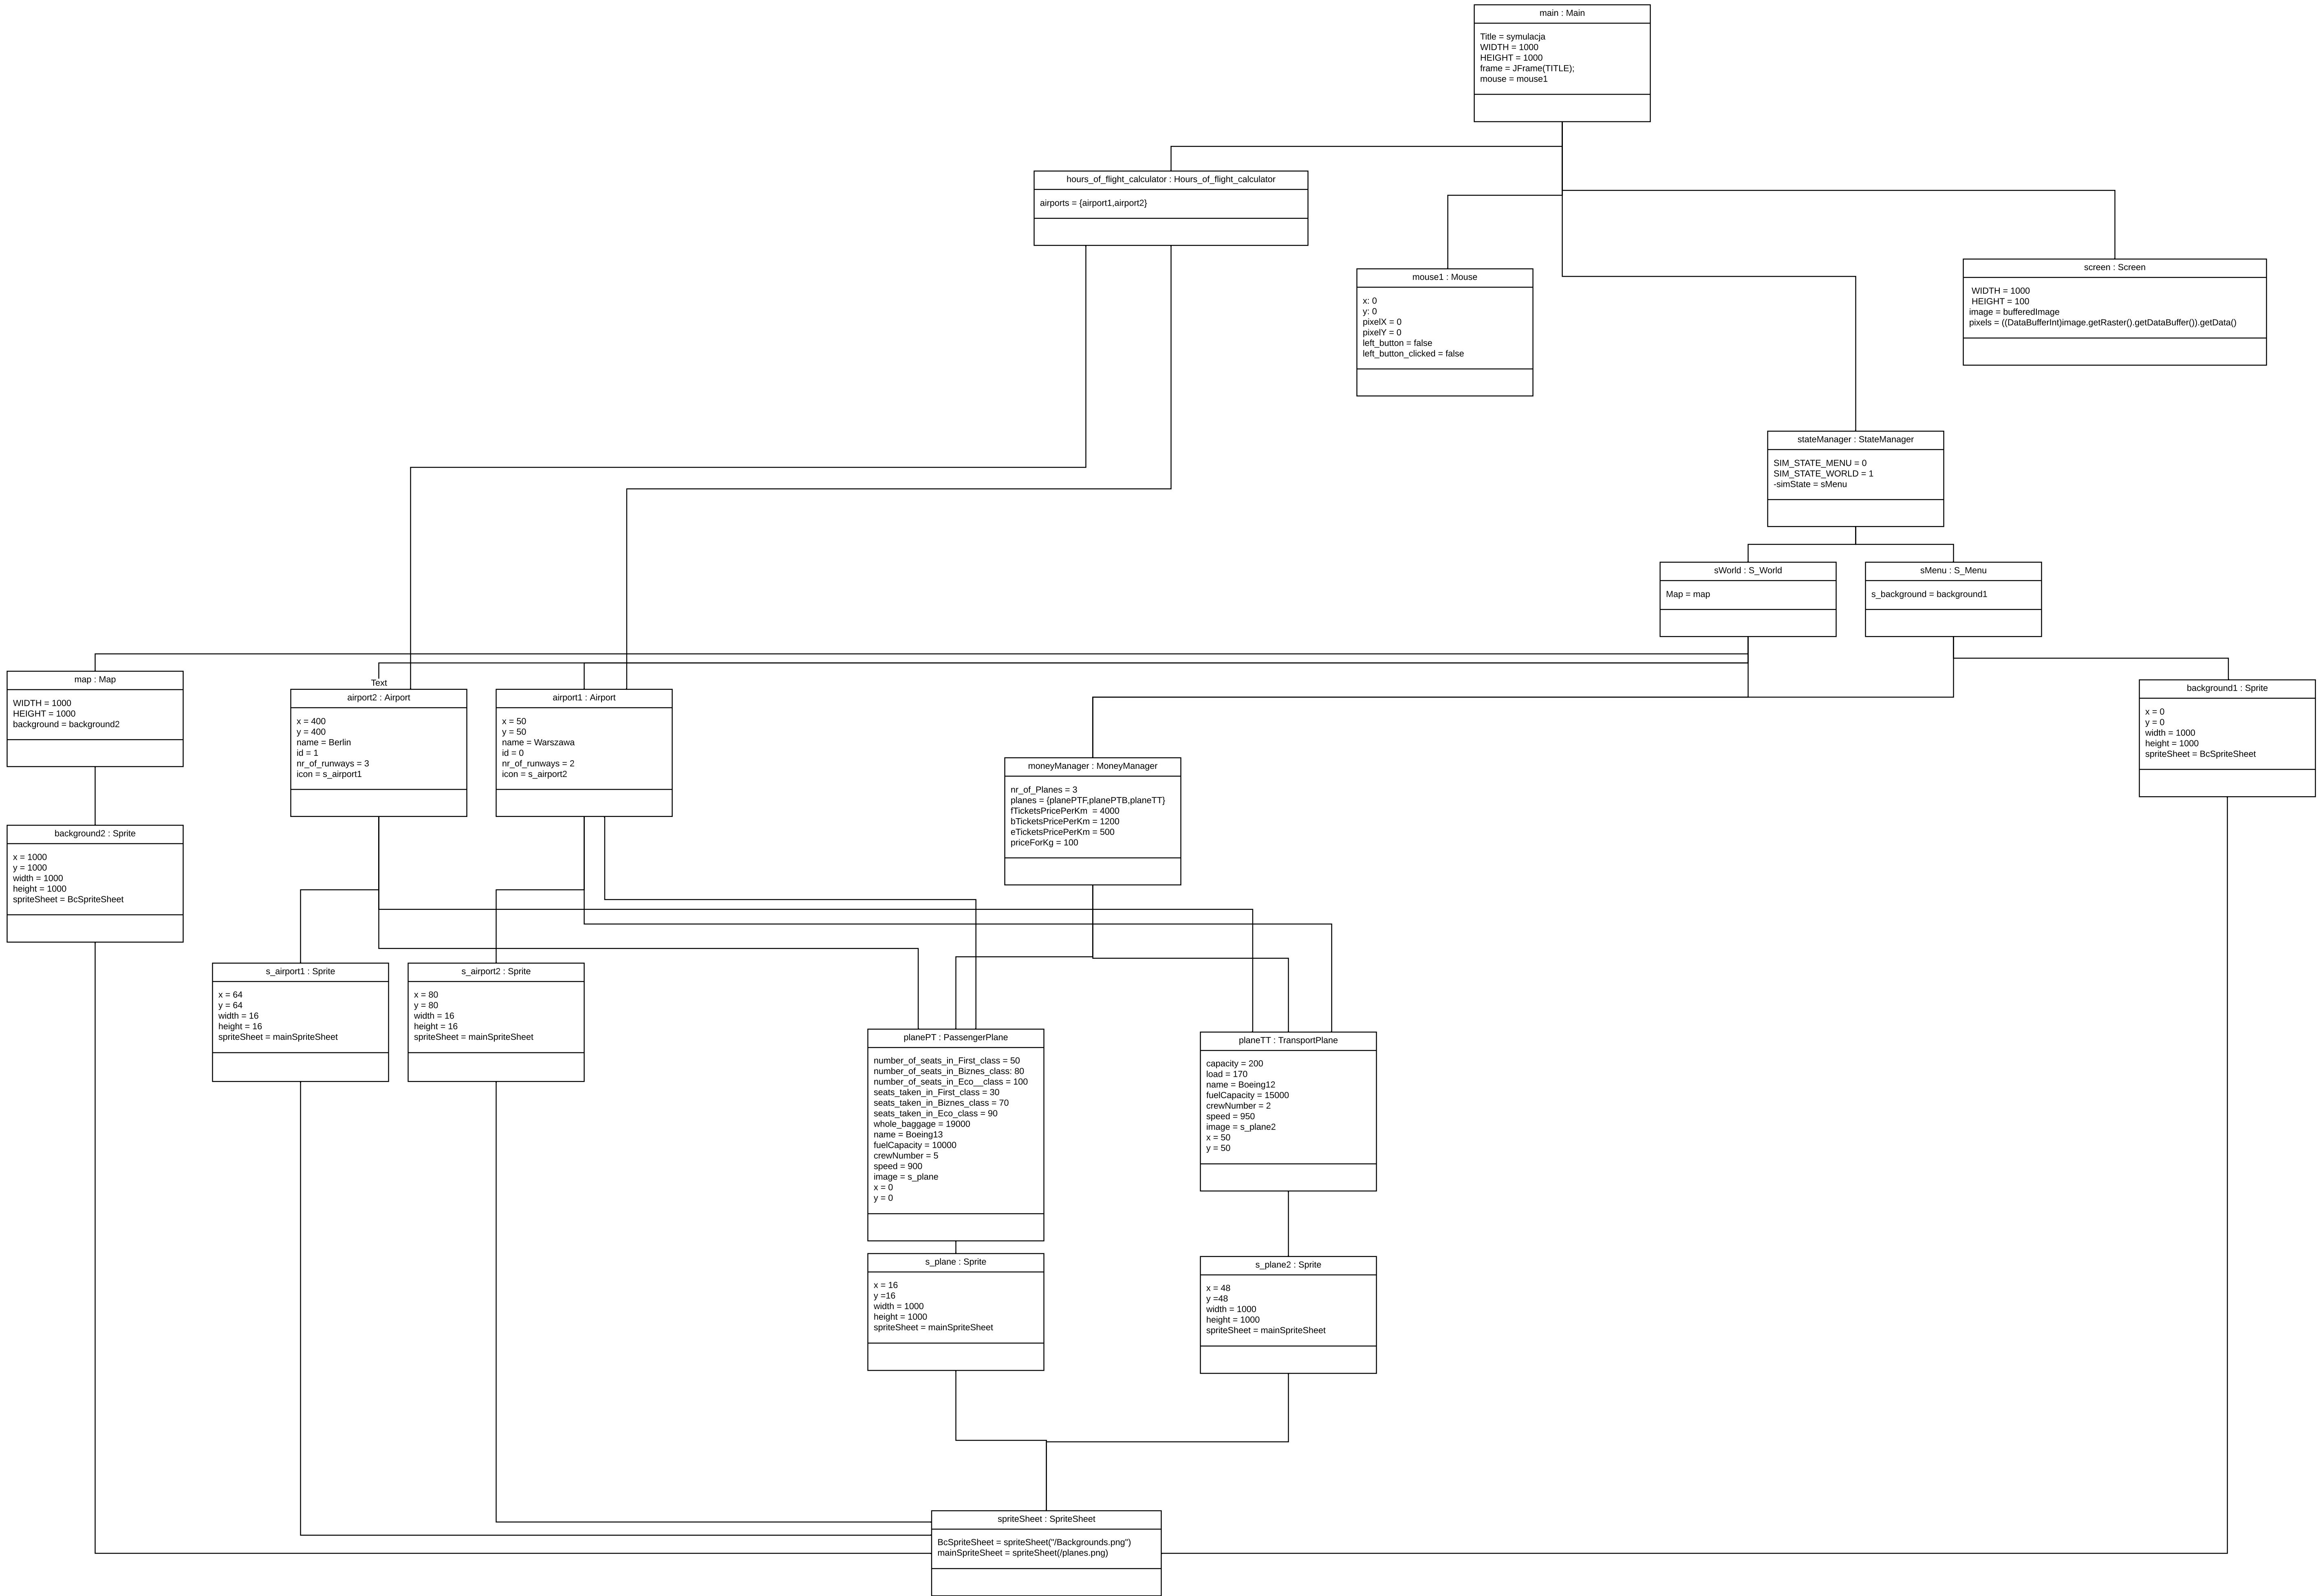 main : Main
Title = symulacja
WIDTH = 1000
HEIGHT = 1000
frame = JFrame(TITLE);
mouse = mouse1
hours_of_flight_calculator : Hours_of_flight_calculator
airports = {airport1,airport2}
mouse1 : Mouse
x: 0
y: 0
pixelX = 0
pixelY = 0
left_button = false
left_button_clicked = false
screen : Screen
WIDTH = 1000
HEIGHT = 100
image = bufferedImage
pixels = ((DataBufferInt)image.getRaster().getDataBuffer()).getData()
stateManager : StateManager
SIM_STATE_MENU = 0
SIM_STATE_WORLD = 1
-simState = sMenu
sWorld : S_World
Map = map
sMenu : S_Menu
s_background = background1
map : Map
WIDTH = 1000
HEIGHT = 1000
background = background2
Text
airport2 : Airport
x = 400
y = 400
name = Berlin
id = 1
nr_of_runways = 3
icon = s_airport1
airport1 : Airport
x = 50
y = 50
name = Warszawa
id = 0
nr_of_runways = 2
icon = s_airport2
background1 : Sprite
x = 0
y = 0
width = 1000
height = 1000
spriteSheet = BcSpriteSheet
moneyManager : MoneyManager
nr_of_Planes = 3
planes = {planePTF,planePTB,planeTT}
fTicketsPricePerKm  = 4000
bTicketsPricePerKm = 1200
eTicketsPricePerKm = 500
priceForKg = 100
background2 : Sprite
x = 1000
y = 1000
width = 1000
height = 1000
spriteSheet = BcSpriteSheet
s_airport1 : Sprite
x = 64
y = 64
width = 16
height = 16
spriteSheet = mainSpriteSheet
s_airport2 : Sprite
x = 80
y = 80
width = 16
height = 16
spriteSheet = mainSpriteSheet
planePT : PassengerPlane
number_of_seats_in_First_class = 50
number_of_seats_in_Biznes_class: 80
number_of_seats_in_Eco__class = 100
seats_taken_in_First_class = 30
seats_taken_in_Biznes_class = 70
seats_taken_in_Eco_class = 90
whole_baggage = 19000
name = Boeing13
fuelCapacity = 10000
crewNumber = 5
speed = 900
image = s_plane
x = 0
y = 0
planeTT : TransportPlane
capacity = 200
load = 170
name = Boeing12
fuelCapacity = 15000
crewNumber = 2
speed = 950
image = s_plane2
x = 50
y = 50
s_plane : Sprite
x = 16
y =16
width = 1000
height = 1000
spriteSheet = mainSpriteSheet
s_plane2 : Sprite
x = 48
y =48
width = 1000
height = 1000
spriteSheet = mainSpriteSheet
spriteSheet : SpriteSheet
BcSpriteSheet = spriteSheet("/Backgrounds.png")
mainSpriteSheet = spriteSheet(/planes.png)